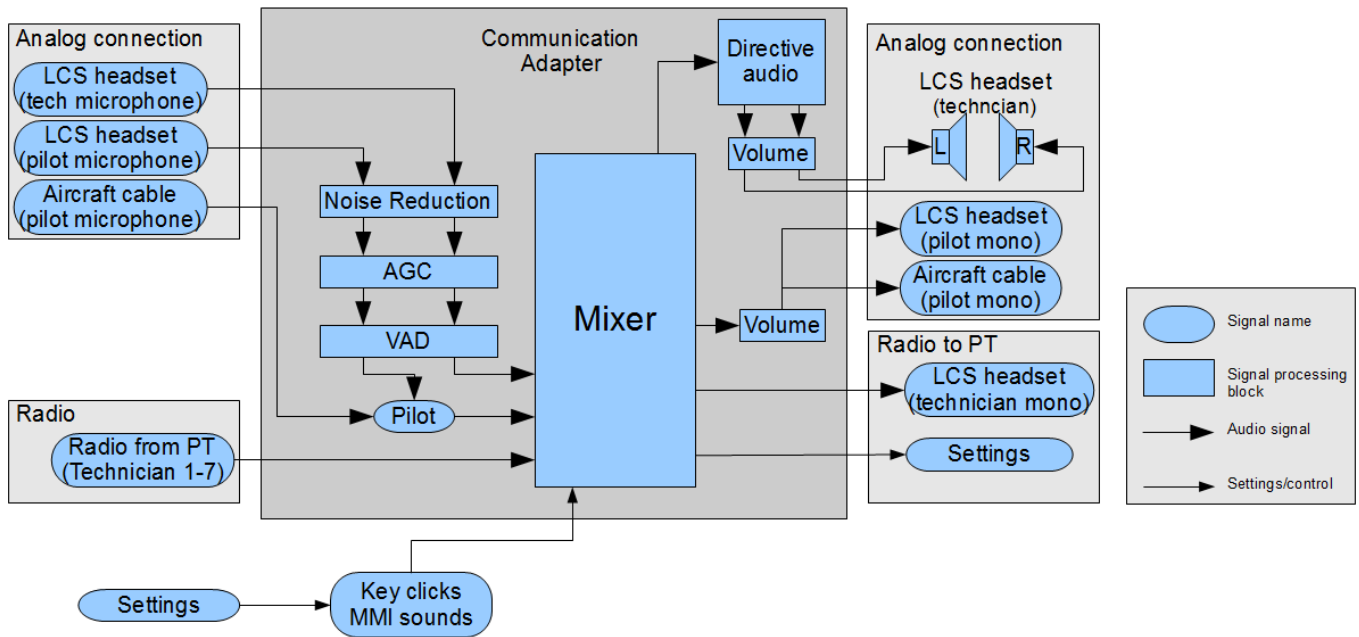 Analog connection
LCS headset
(tech microphone)
LCS headset
(pilot microphone)
Aircraft cable
(pilot microphone)
Radio
Radio from PT
(Technician 1-7)
Communication
Adapter
Directive
audio
Volume
Noise Reduction
AGC
VAD
Pilot
Mixer
Volume
Analog connection
LCS headset
(techncian)
L
R
LCS headset
(pilot mono)
Aircraft cable
(pilot mono)
Radio to PT
LCS headset
(technician mono)
Settings
Signal name
Signal processing
block
Audio signal
Settings/control
Settings
Key clicks
MMI sounds